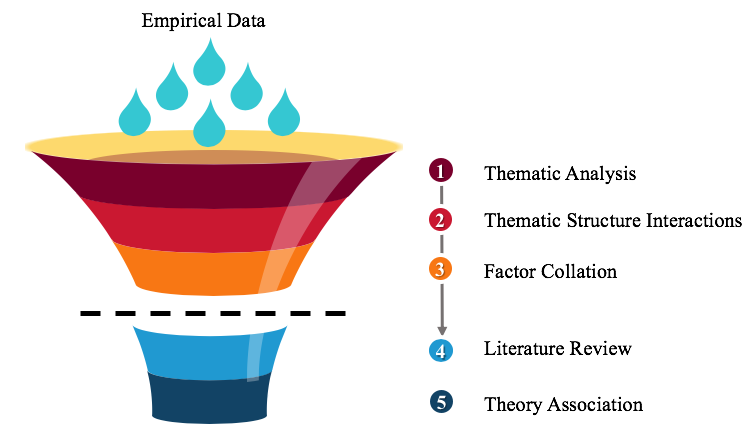 Empirical Data
1 Thematic Analysis
2 Thematic Structure Interactions
3 Factor Collation
4 Literature Review
5 Theory Association